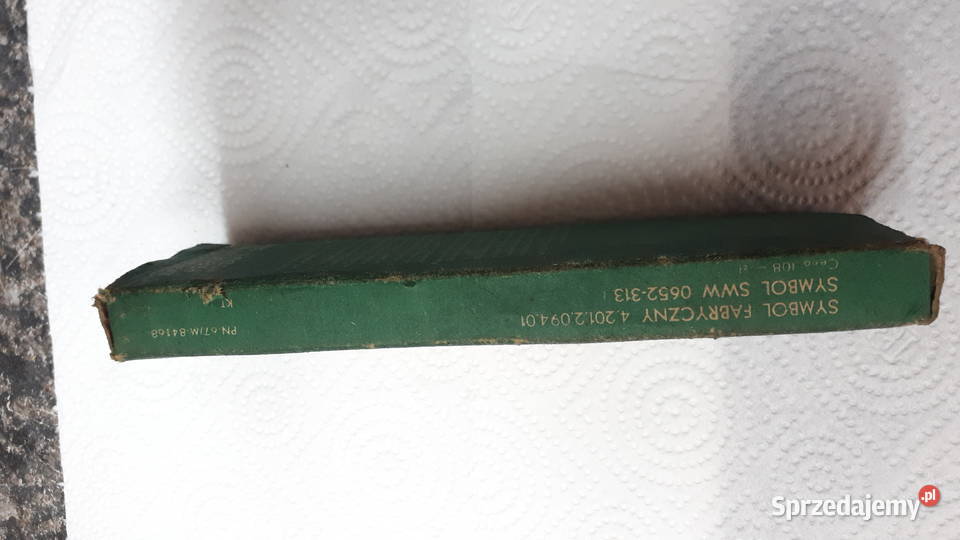 SYMBOL FABRYCZNY 4.201.2.094.01
SYMBOL SWW 0652-313
Cena 108 – zł
PN-67/M-84168
KT
Sprzedajemy.pl